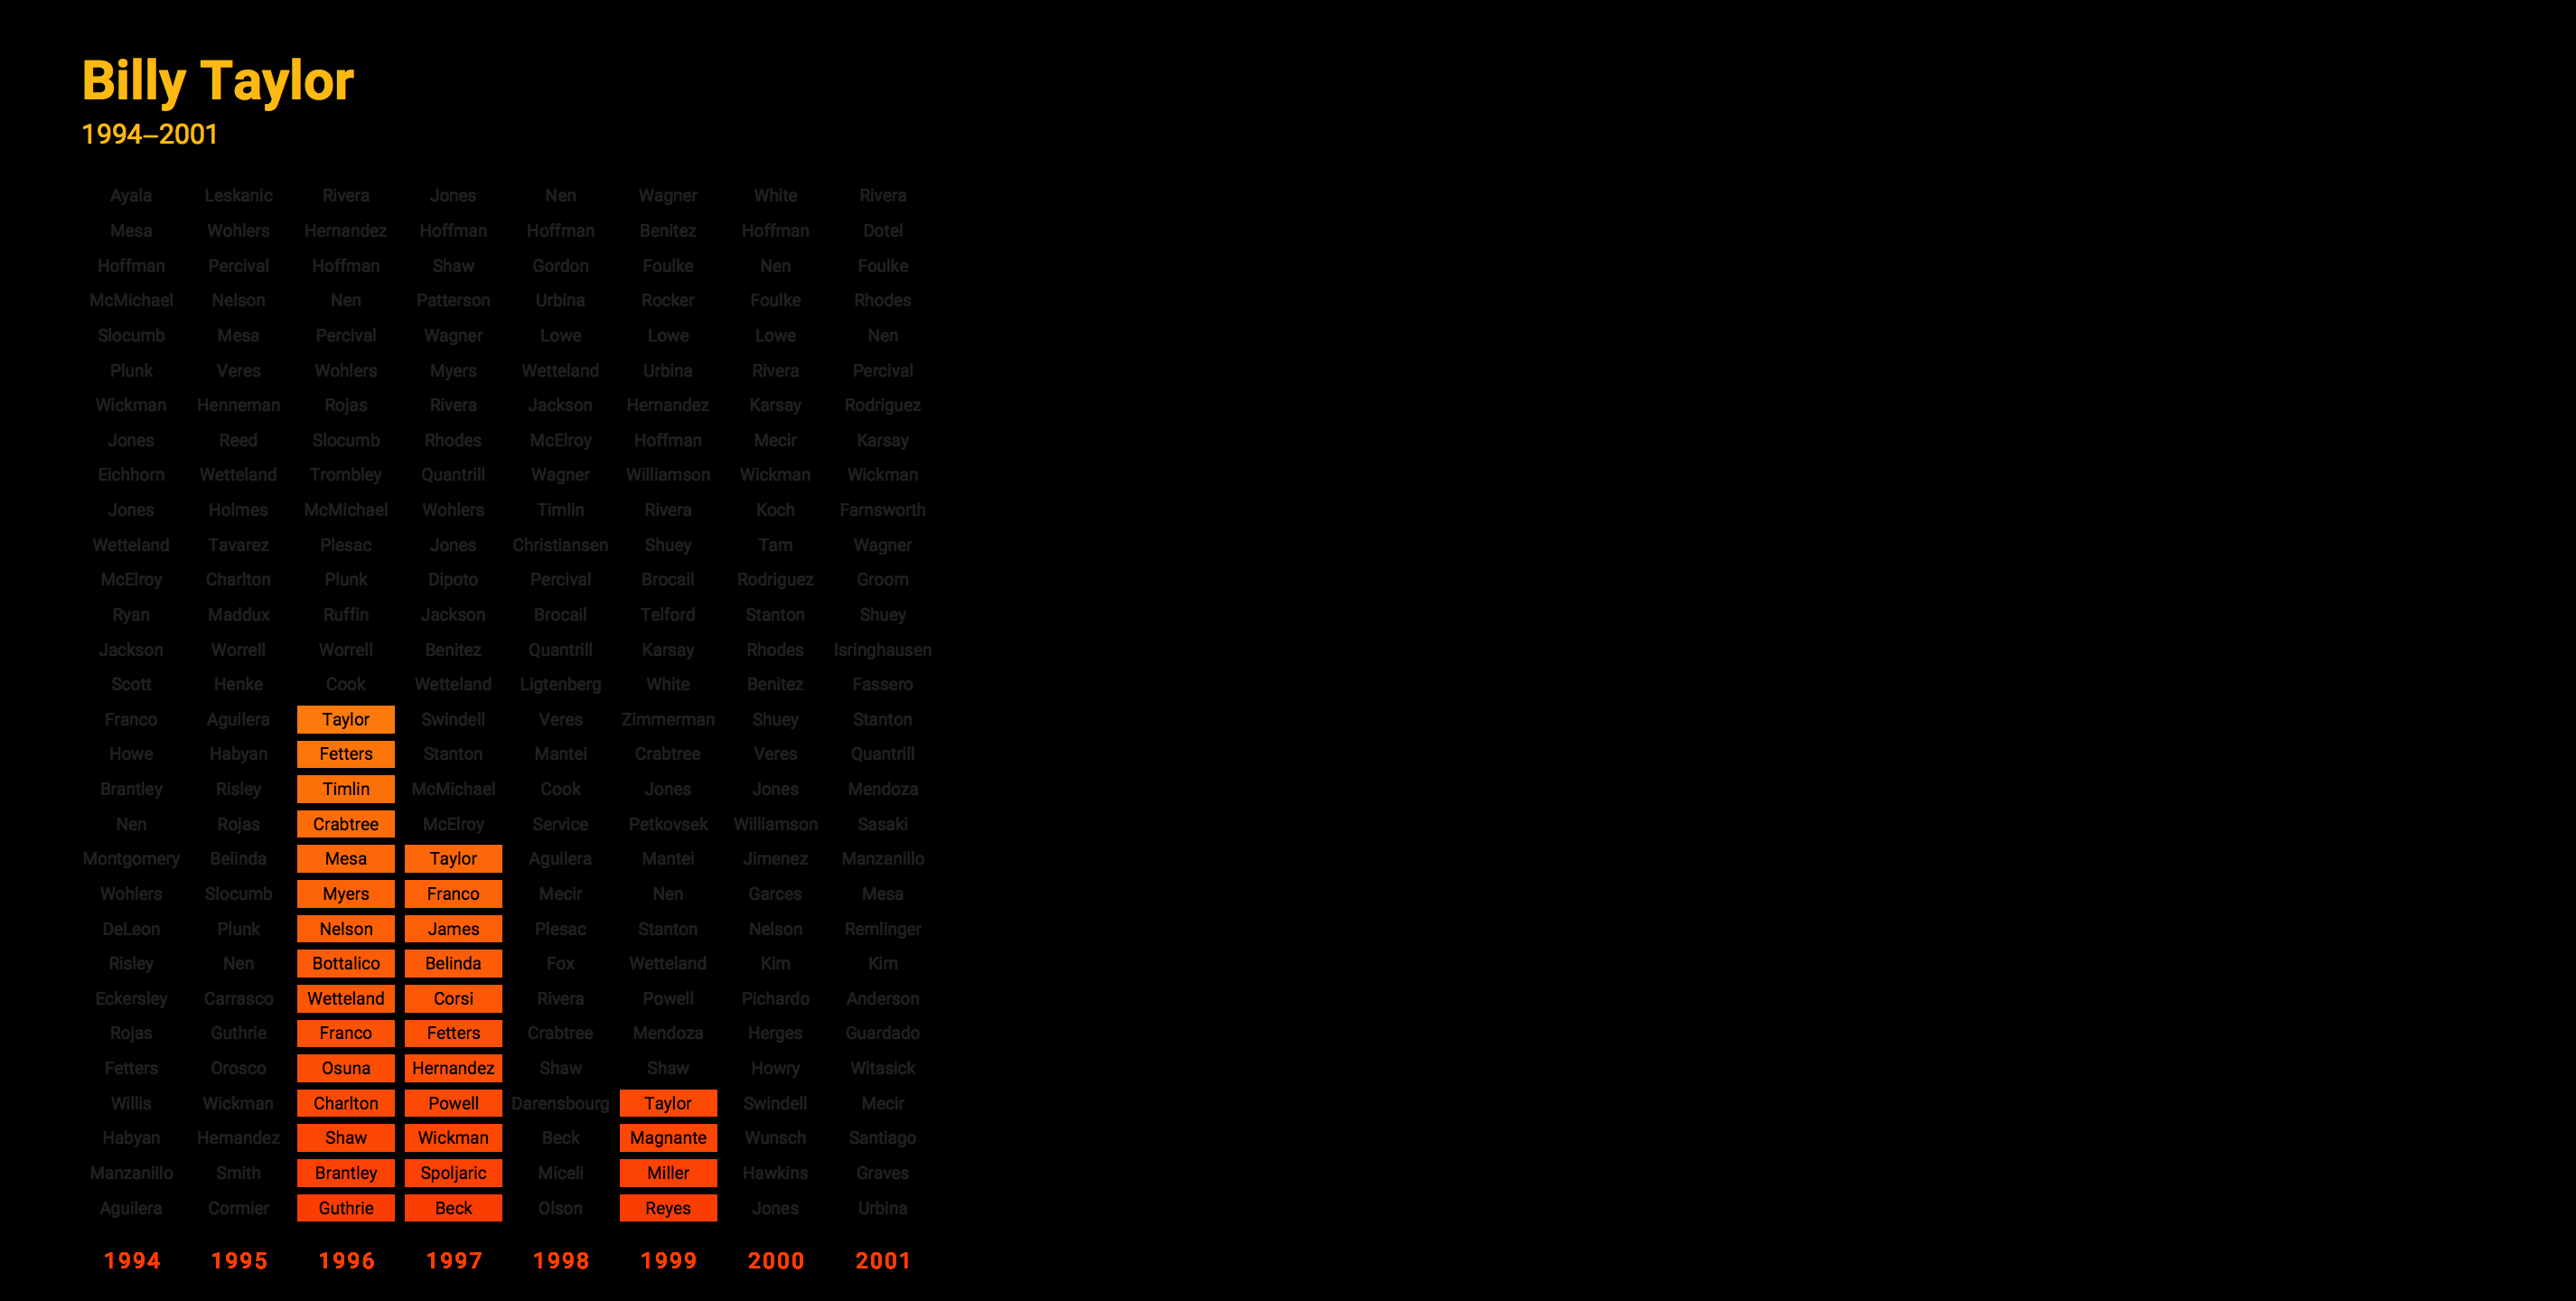 Billy Taylor
1994–2001
Ayala Leskanic Rivera Jones Nen Wagner White Rivera
Mesa Wohlers Hernandez Hoffman Hoffman Benitez Hoffman Dotel
Hoffman Percival Hoffman Shaw Gordon Foulke Nen Foulke
McMichael Nelson Nen Patterson Urbina Rocker Foulke Rhodes
Slocumb Mesa Percival Wagner Lowe Lowe Lowe Nen
Plunk Veres Wohlers Myers Wetteland Urbina Rivera Percival
Wickman Henneman Rojas Rivera Jackson Hernandez Karsay Rodriguez
Jones Reed Slocumb Rhodes McElroy Hoffman Mecir Karsay
Eichhorn Wetteland Trombley Quantrill Wagner Williamson Wickman Wickman
Jones Holmes McMichael Wohlers Timlin Rivera Koch Farnsworth
Wetteland Tavarez Plesac Jones Christiansen Shuey Tam Wagner
McElroy Charlton Plunk Dipoto Percival Brocail Rodriguez Groom
Ryan Maddux Ruffin Jackson Brocail Telford Stanton Shuey
Jackson Worrell Worrell Benitez Quantrill Karsay Rhodes Isringhausen
Scott Henke Cook Wetteland Ligtenberg White Benitez Fassero
Franco Aguilera Taylor Swindell Veres Zimmerman Shuey Stanton
Howe Habyan Fetters Stanton Mantei Crabtree Veres Quantrill
Brantley Risley Timlin McMichael Cook Jones Jones Mendoza
Nen Rojas Crabtree McElroy Service Petkovsek Williamson Sasaki
Montgomery Belinda Mesa Taylor Aguilera Mantei Jimenez Manzanillo
Wohlers Slocumb Myers Franco Mecir Nen Garces Mesa
DeLeon Plunk Nelson James Plesac Stanton Nelson Remlinger
Risley Nen Bottalico Belinda Fox Wetteland Kim Kim
Eckersley Carrasco Wetteland Corsi Rivera Powell Pichardo Anderson
Rojas Guthrie Franco Fetters Crabtree Mendoza Herges Guardado
Fetters Orosco Osuna Hernandez Shaw Shaw Howry Witasick
Willis Wickman Charlton Powell Darensbourg Taylor Swindell Mecir
Habyan Hernandez Shaw Wickman Beck Magnante Wunsch Santiago
Manzanillo Smith Brantley Spoljaric Miceli Miller Hawkins Graves
Aguilera Cormier Guthrie Beck Olson Reyes Jones Urbina
1994 1995 1996 1997 1998 1999 2000 2001